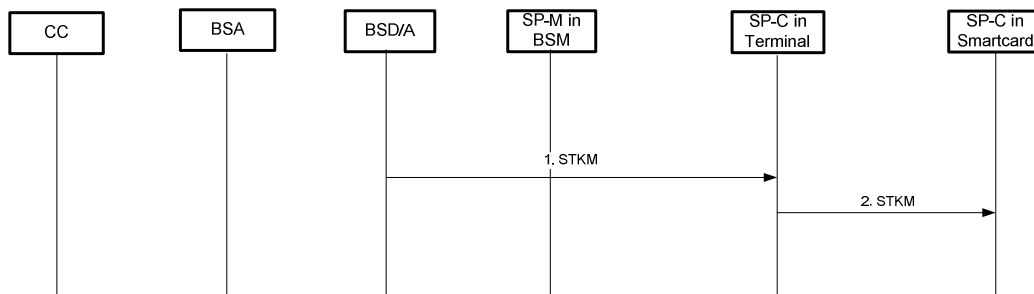 CC
BSA
BSD/A
SP-M in
BSM
SP-C in
Terminal
SP-C in
Smartcard
1. STKM
2. STKM